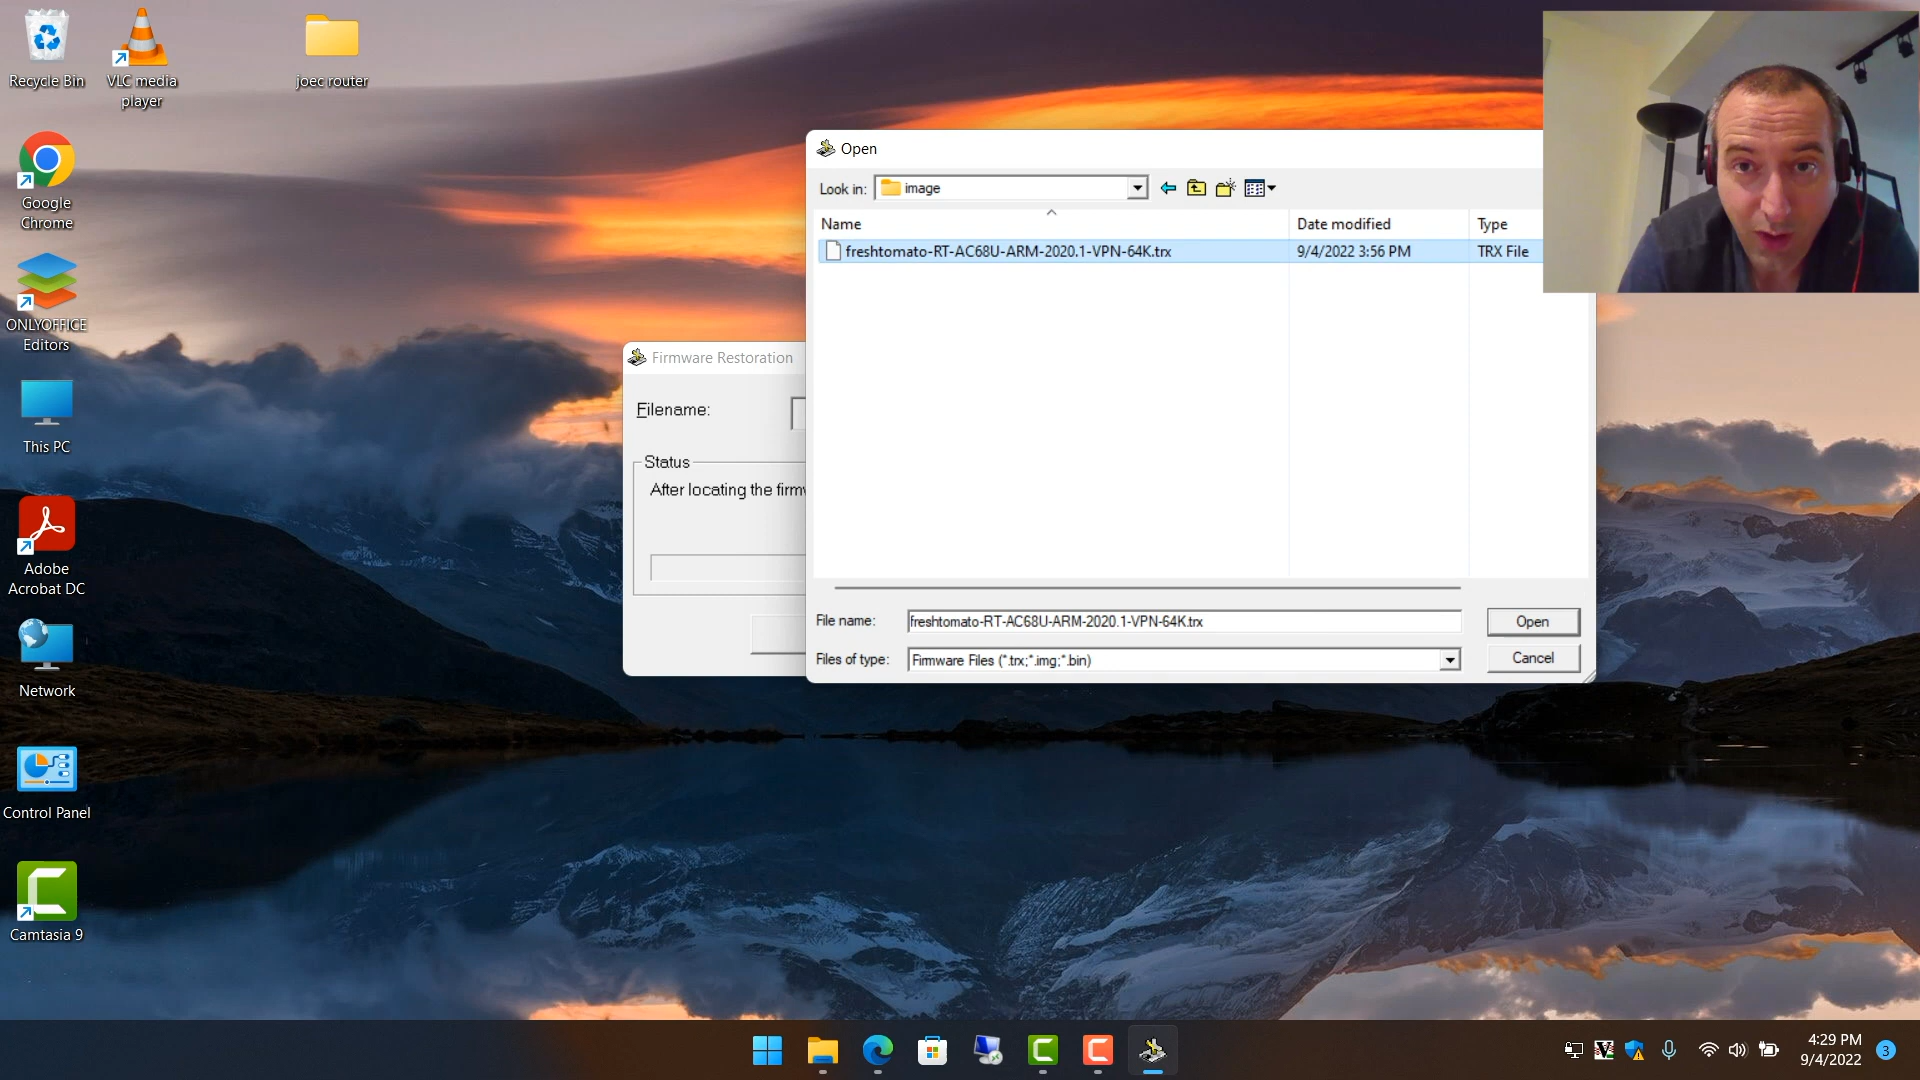 Recycle Bin
VLC media
player
joec router
Google
Chrome
ONLYOFFICE
Editors
This PC
Adobe
Acrobat DC
Network
Control Panel
Camtasia 9
Firmware Restoration
Filename:
Status
After locating the firmw
Open
Look in:
image
Name
Date modified
Type
freshtomato-RT-AC68U-ARM-2020.1-VPN-64K.trx
9/4/2022 3:56 PM
TRX File
File name:
freshtomato-RT-AC68U-ARM-2020.1-VPN-64K.trx
Open
Files of type:
Firmware Files (*.trx;*.img;*.bin)
Cancel
4:29 PM
9/4/2022
3